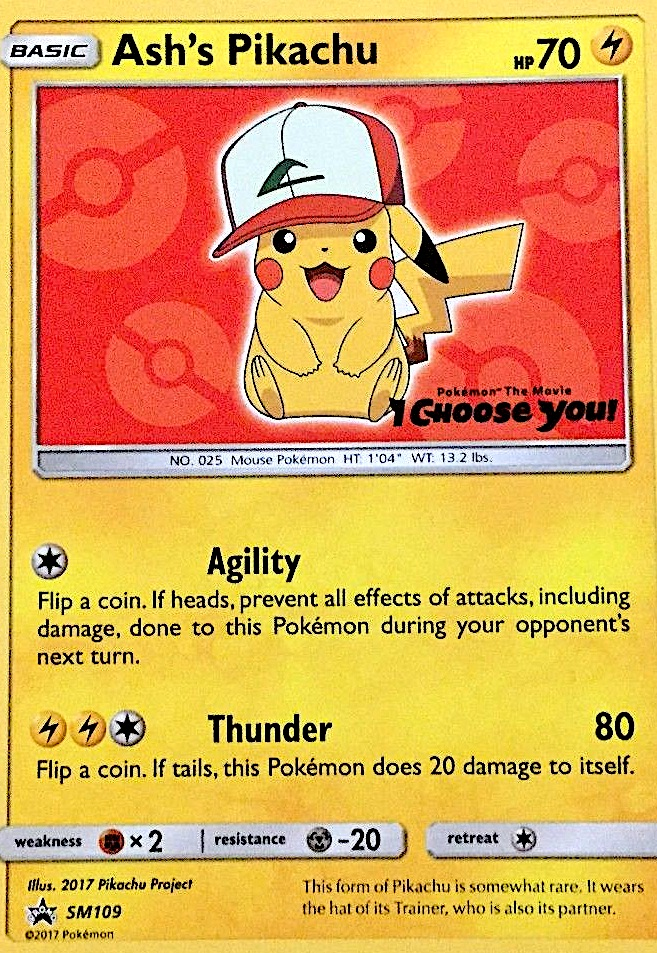 BASIC Ash's Pikachu HP70
Pokémon The Movie
I Choose You!
NO. 025 Mouse Pokémon HT: 1'04" WT: 13.2 lbs.
Agility
Flip a coin. If heads, prevent all effects of attacks, including
damage, done to this Pokémon during your opponent's
next turn.
Thunder 80
Flip a coin. If tails, this Pokémon does 20 damage to itself.
weakness ×2 resistance -20 retreat
Illus. 2017 Pikachu Project
SM109
©2017 Pokémon
This form of Pikachu is somewhat rare. It wears
the hat of its Trainer, who is also its partner.